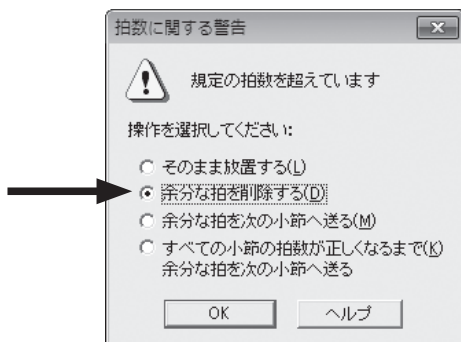 拍数に関する警告
規定の拍数を超えています
操作を選択してください:
そのまま放置する(L)
余分な拍を削除する(D)
余分な拍を次の小節へ送る(M)
すべての小節の拍数が正しくなるまで(K)
余分な拍を次の小節へ送る
OK
ヘルプ